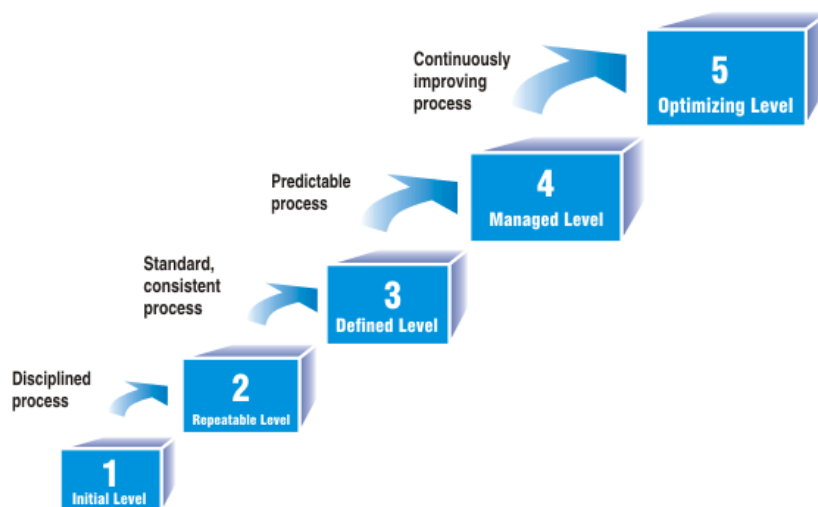 Continuously
improving
process
5
Optimizing Level
Predictable
process
4
Managed Level
Standard,
consistent
process
3
Defined Level
Disciplined
process
2
Repeatable Level
1
Initial Level